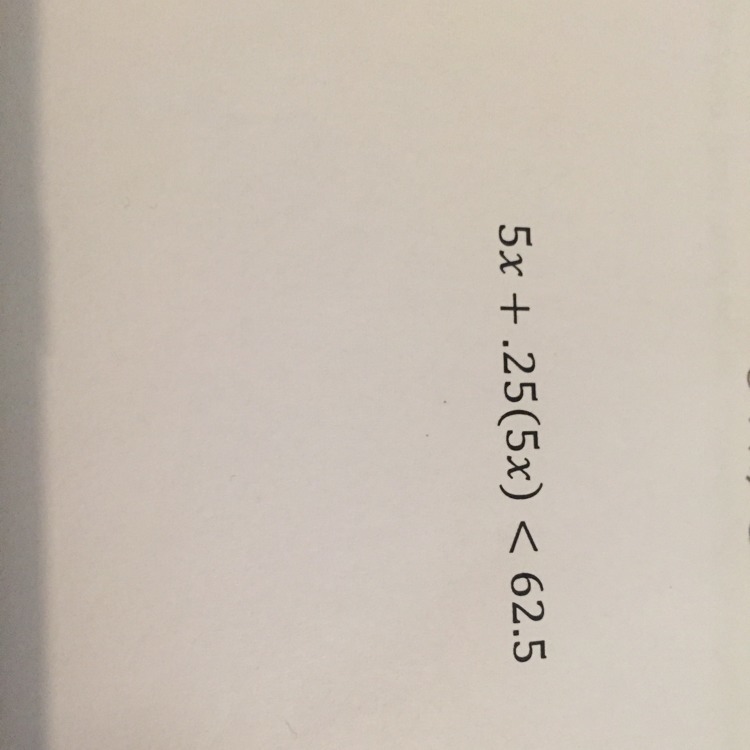 5x + .25(5x) < 62.5